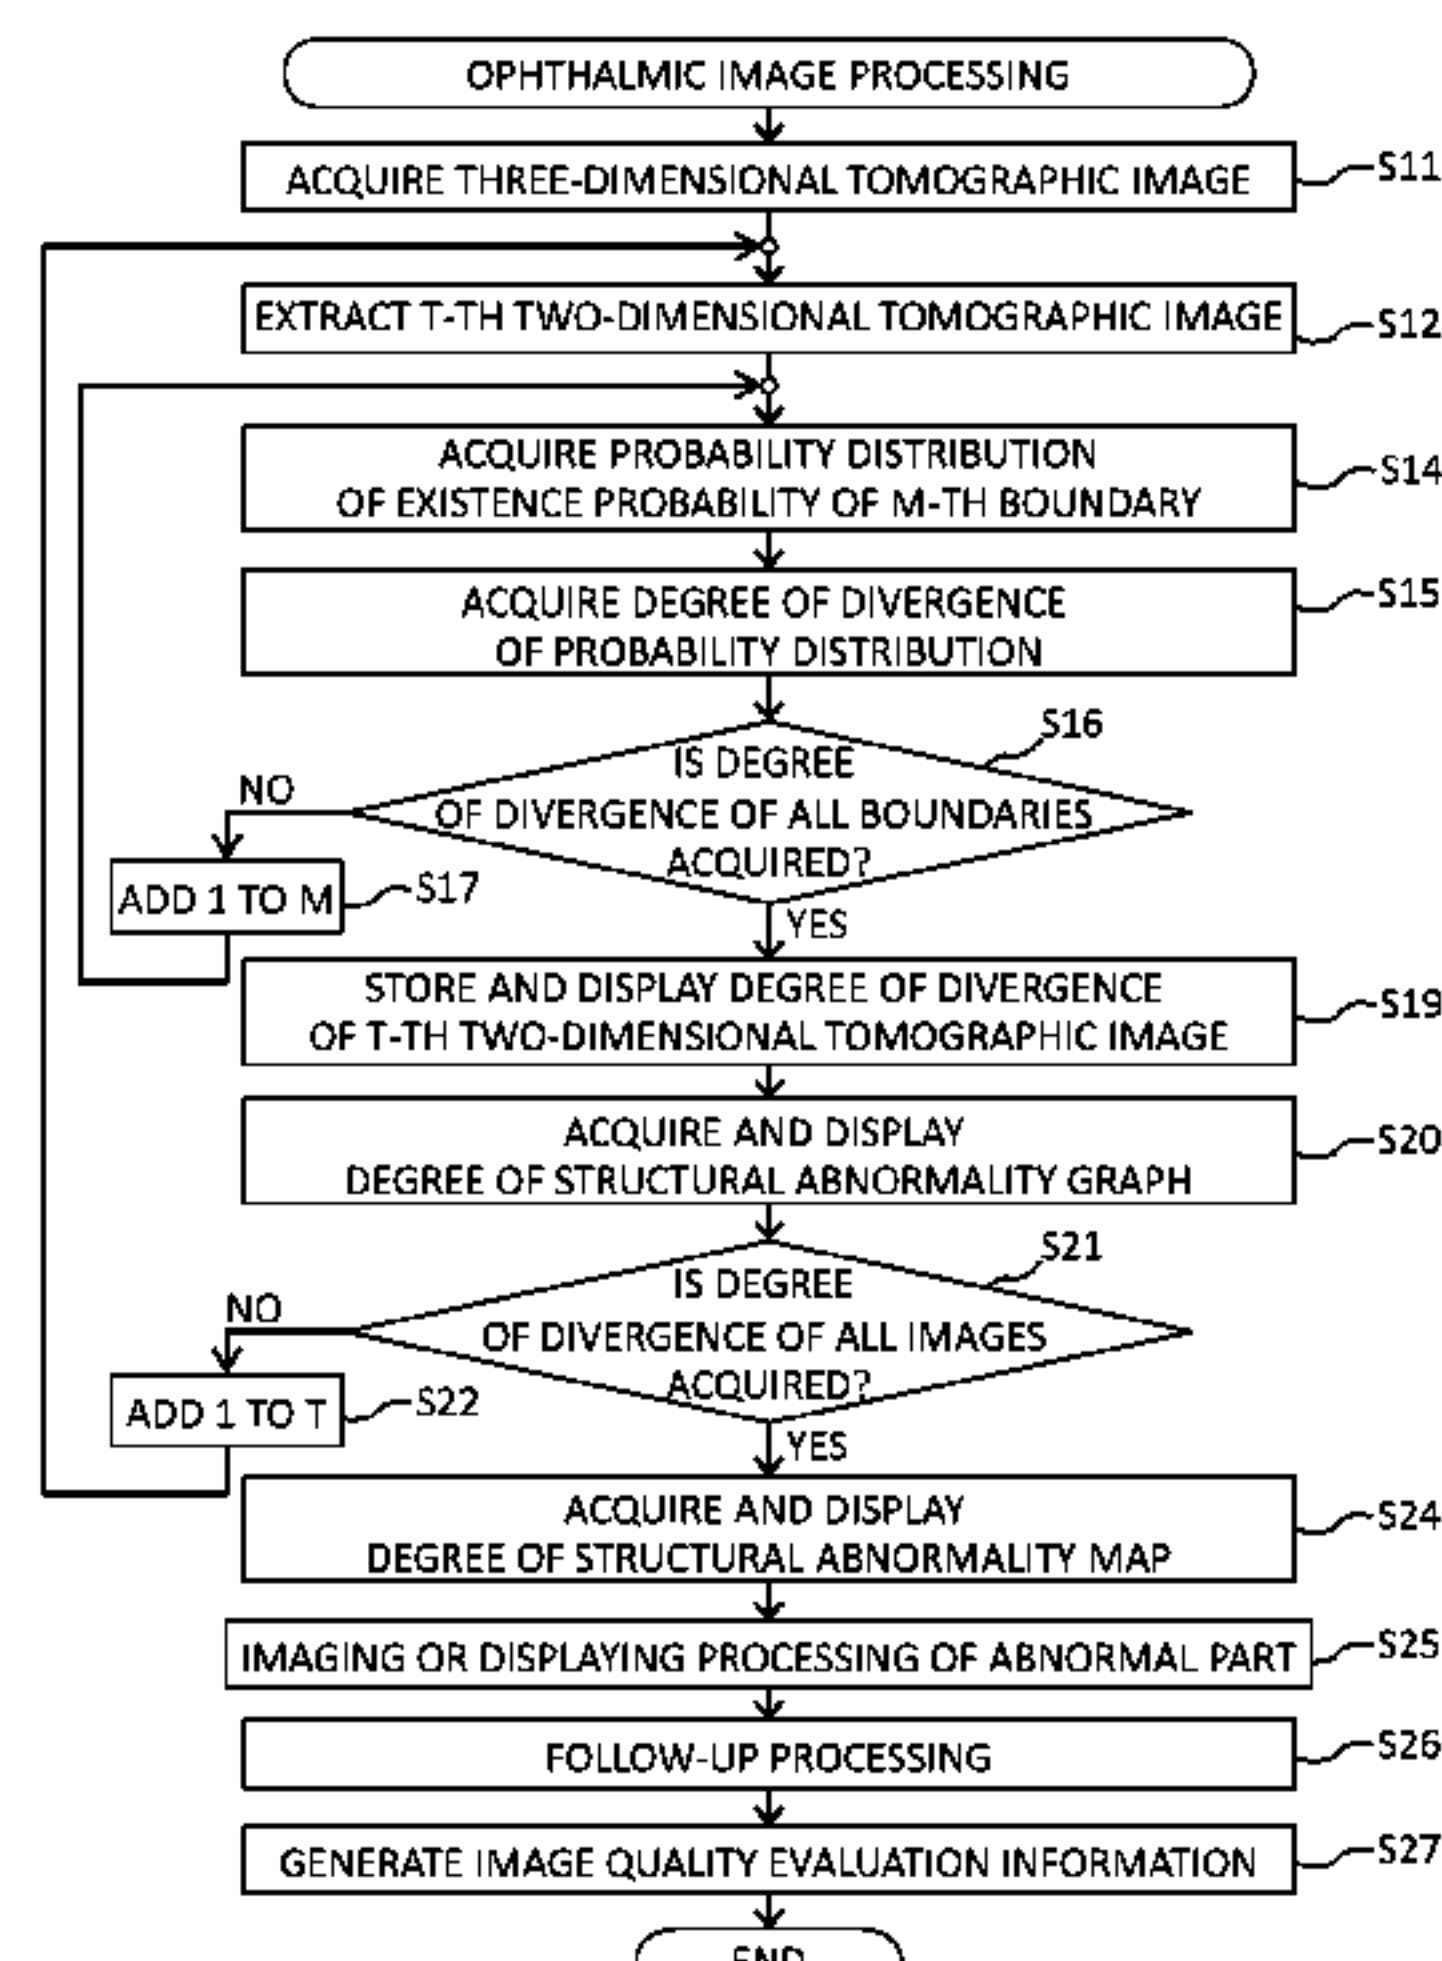 OPHTHALMIC IMAGE PROCESSING
ACQUIRE THREE-DIMENSIONAL TOMOGRAPHIC IMAGE
S11
EXTRACT T-TH TWO-DIMENSIONAL TOMOGRAPHIC IMAGE
S12
ACQUIRE PROBABILITY DISTRIBUTION
OF EXISTENCE PROBABILITY OF M-TH BOUNDARY
S14
ACQUIRE DEGREE OF DIVERGENCE
OF PROBABILITY DISTRIBUTION
S15
S16
IS DEGREE
OF DIVERGENCE OF ALL BOUNDARIES
ACQUIRED?
NO
ADD 1 TO M
S17
YES
STORE AND DISPLAY DEGREE OF DIVERGENCE
OF T-TH TWO-DIMENSIONAL TOMOGRAPHIC IMAGE
S19
ACQUIRE AND DISPLAY
DEGREE OF STRUCTURAL ABNORMALITY GRAPH
S20
S21
IS DEGREE
OF DIVERGENCE OF ALL IMAGES
ACQUIRED?
NO
ADD 1 TO T
S22
YES
ACQUIRE AND DISPLAY
DEGREE OF STRUCTURAL ABNORMALITY MAP
S24
IMAGING OR DISPLAYING PROCESSING OF ABNORMAL PART
S25
FOLLOW-UP PROCESSING
S26
GENERATE IMAGE QUALITY EVALUATION INFORMATION
S27
END